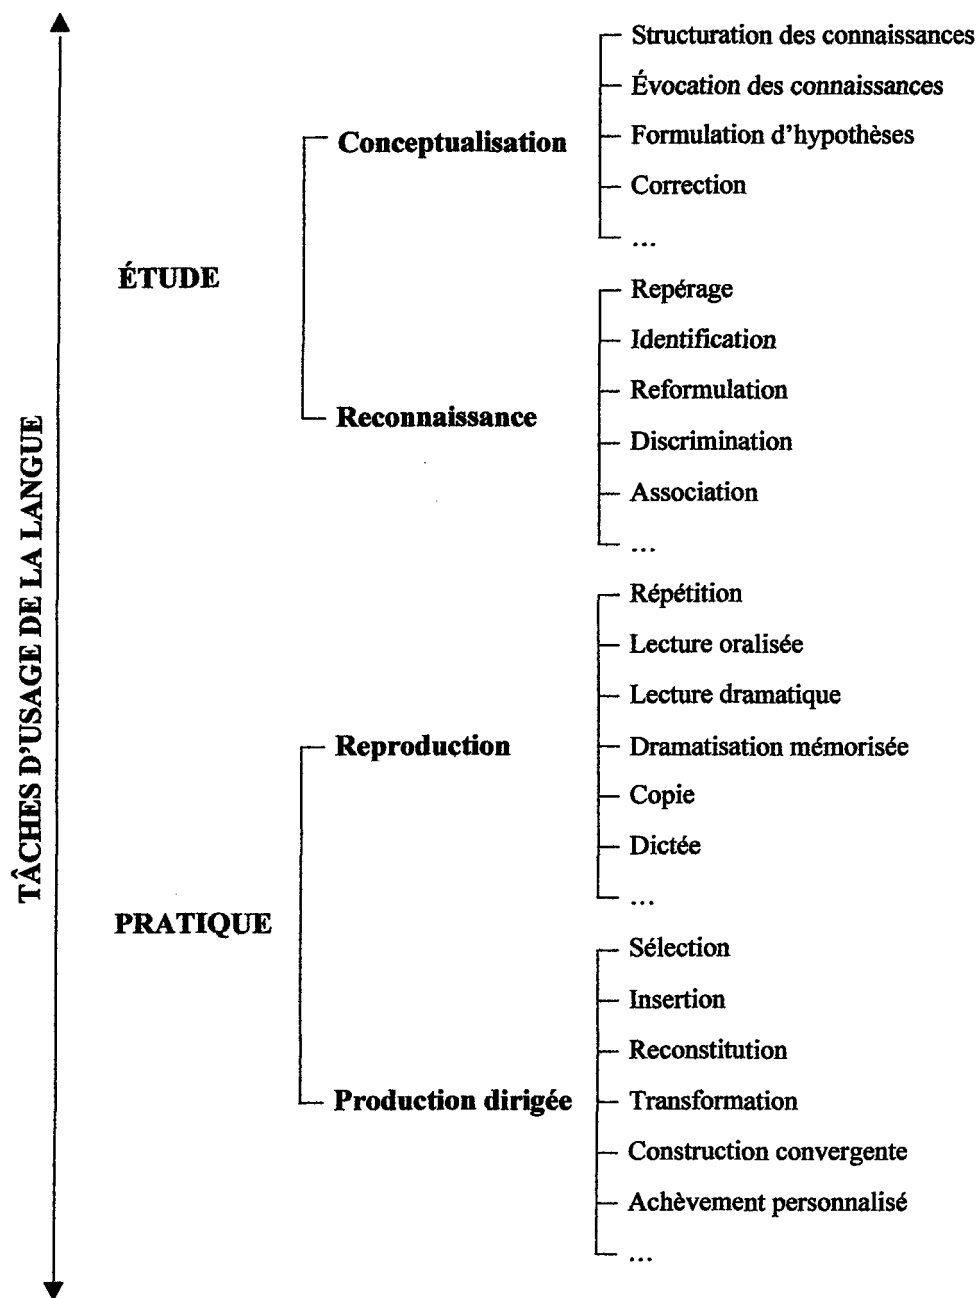 TÂCHES D'USAGE DE LA LANGUE
ÉTUDE
Conceptualisation
Structuration des connaissances
Évocation des connaissances
Formulation d'hypothèses
Correction
...
Reconnaissance
Repérage
Identification
Reformulation
Discrimination
Association
...
PRATIQUE
Reproduction
Répétition
Lecture oralisée
Lecture dramatique
Dramatisation mémorisée
Copie
Dictée
...
Production dirigée
Sélection
Insertion
Reconstitution
Transformation
Construction convergente
Achèvement personnalisé
...